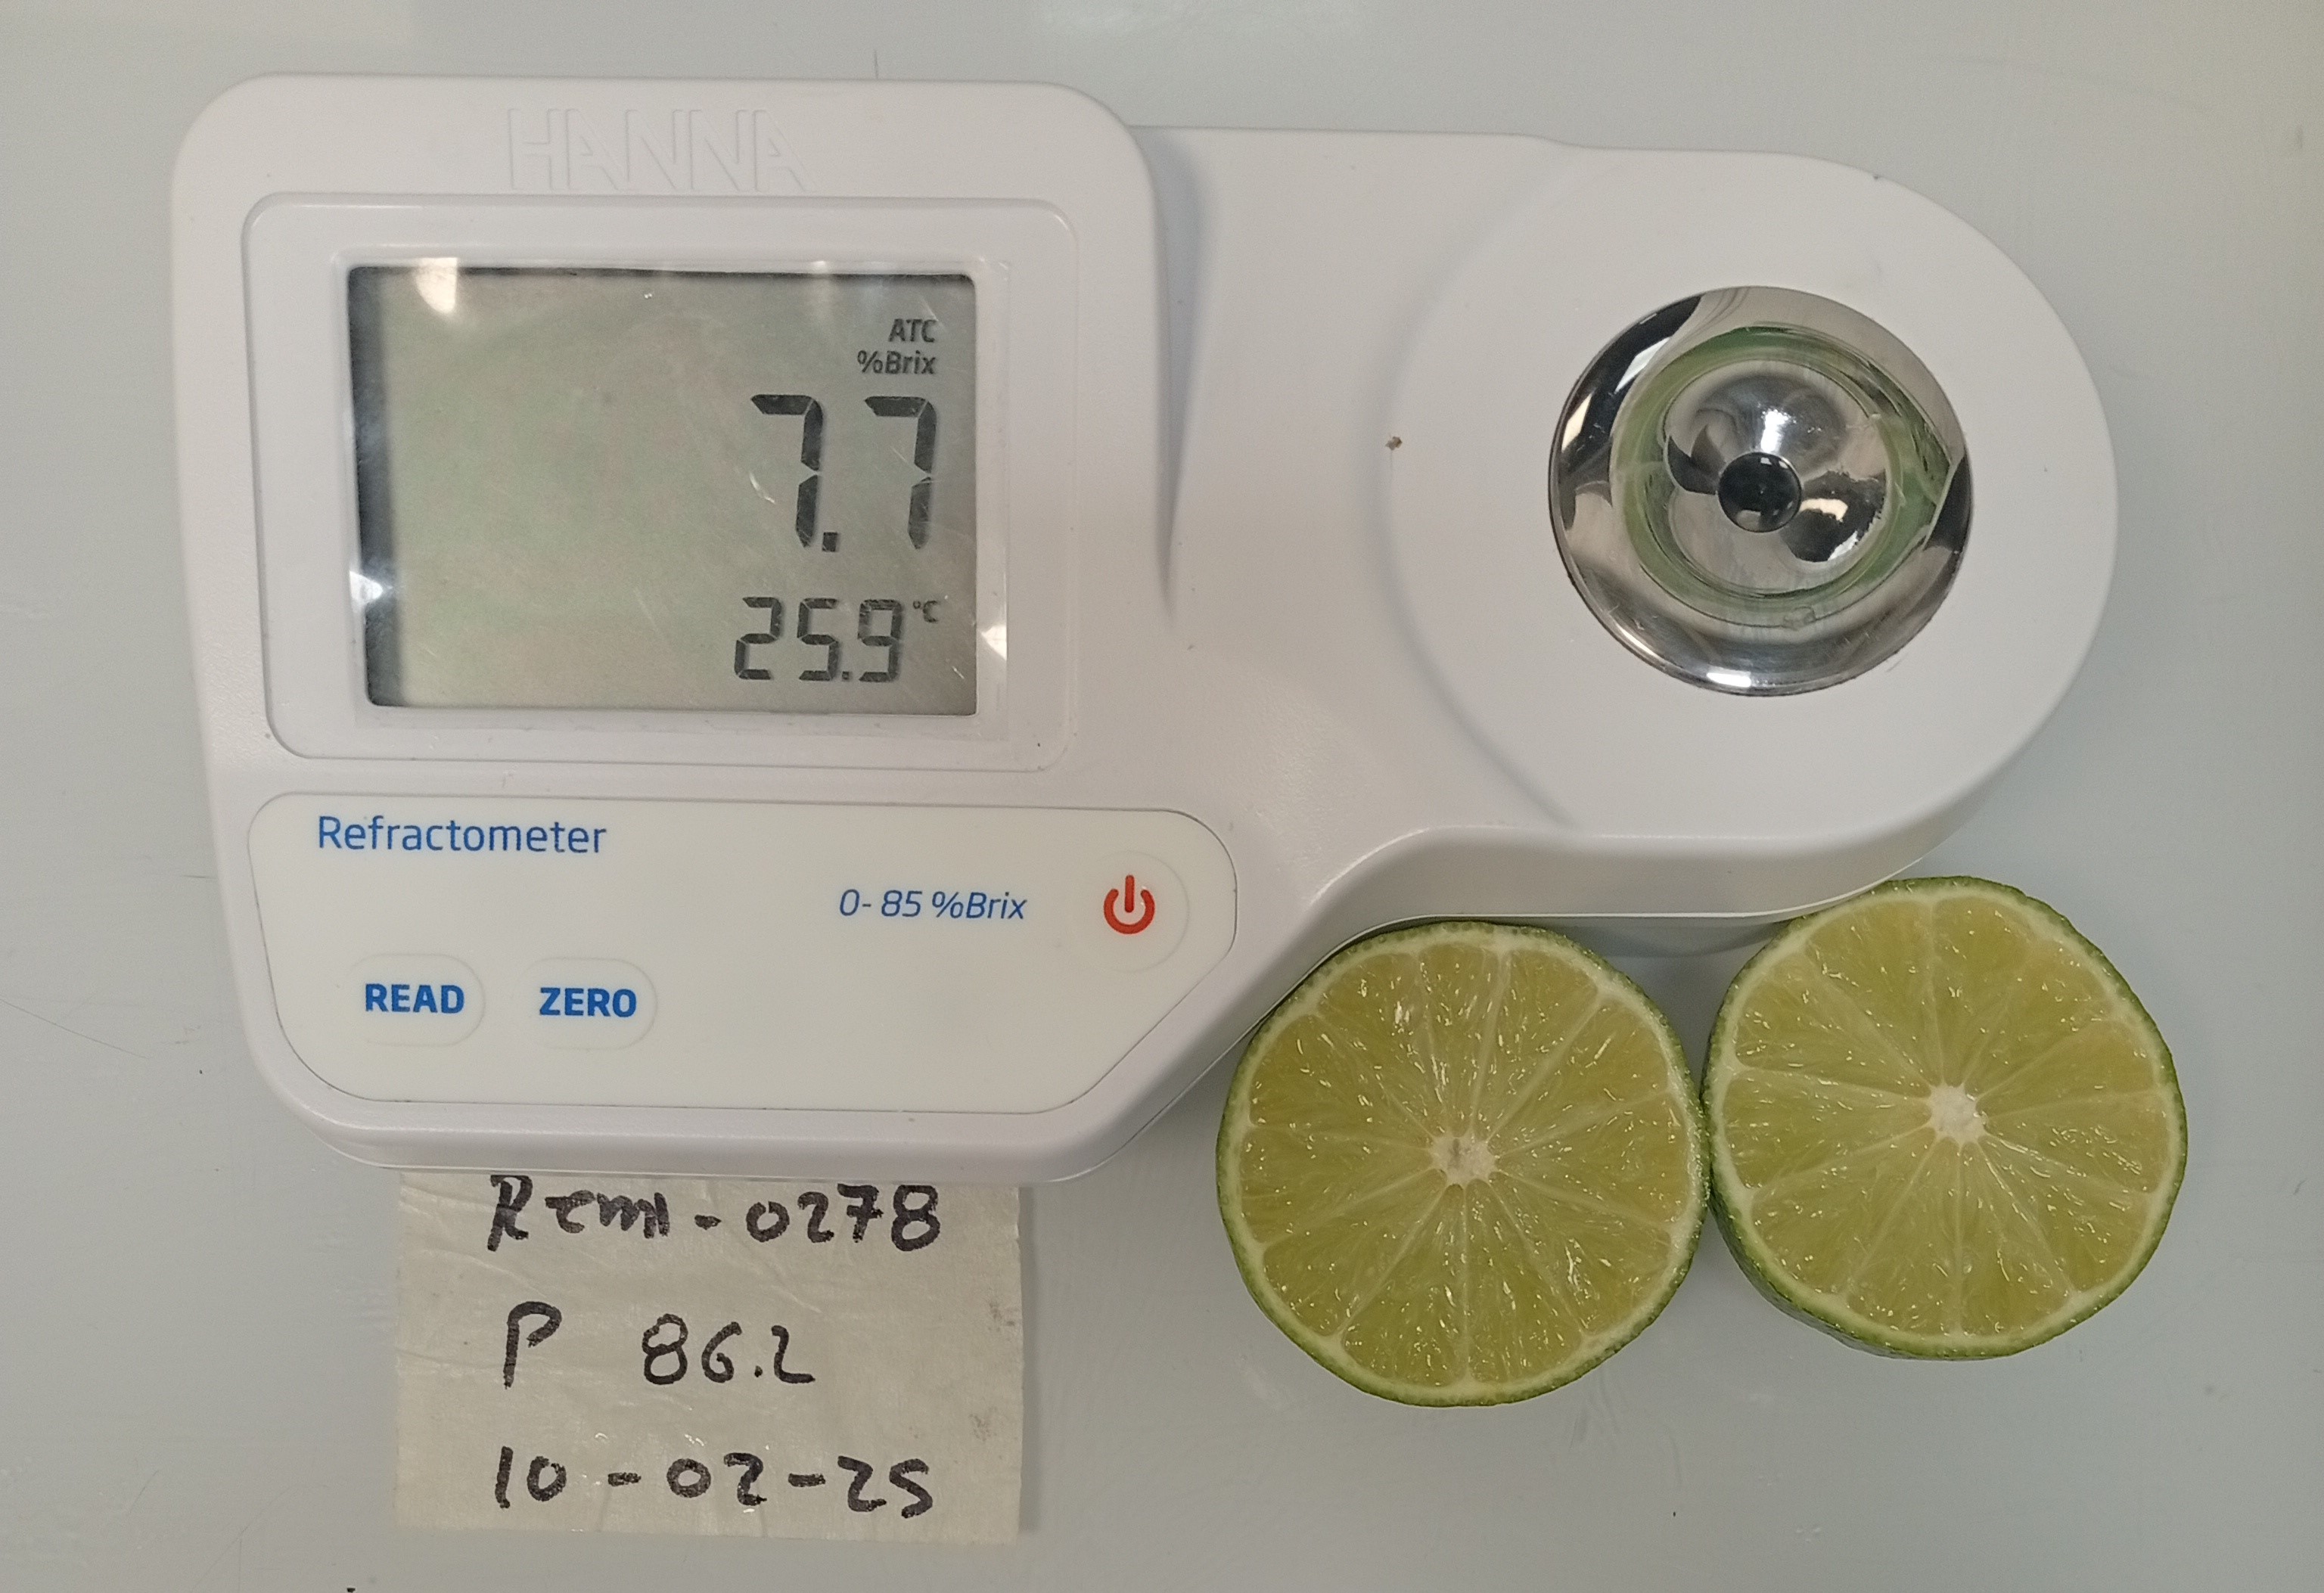 HANNA
ATC
%Brix
7.7
25.9 °C
Refractometer
0-85 %Brix
READ ZERO
-0278
P 86.2
10-02-25